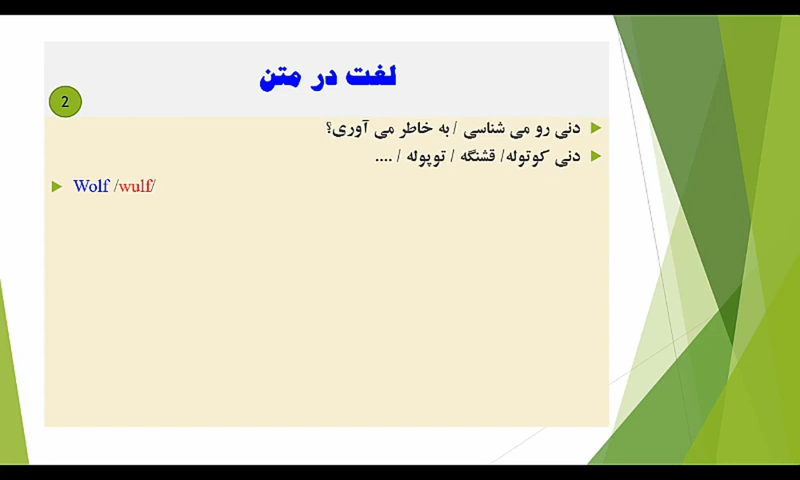 لغت در متن
2
دنی رو می شناسی / به خاطر می آوری؟
دنی کوتوله/ قشنگه / توپوله / ....
Wolf /wulf/